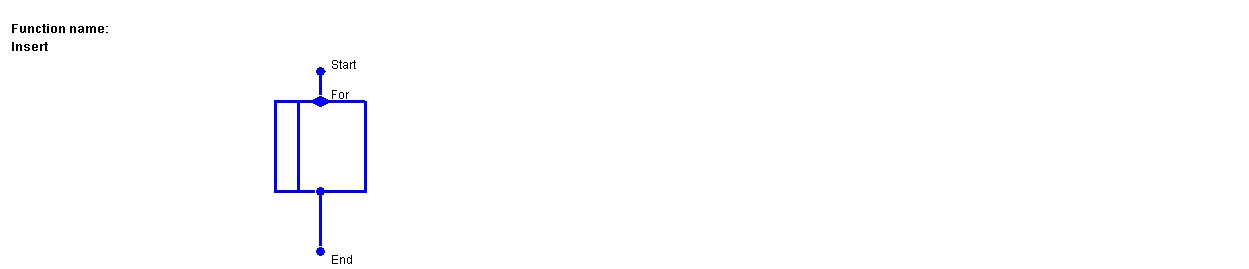 Function name:
Insert
Start
For
End